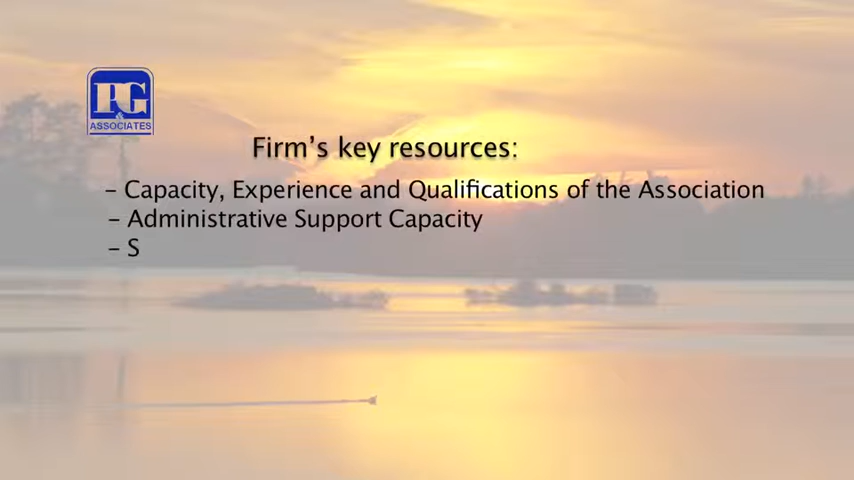 PG
& ASSOCIATES
Firm's key resources:
- Capacity, Experience and Qualifications of the Association
- Administrative Support Capacity
- S